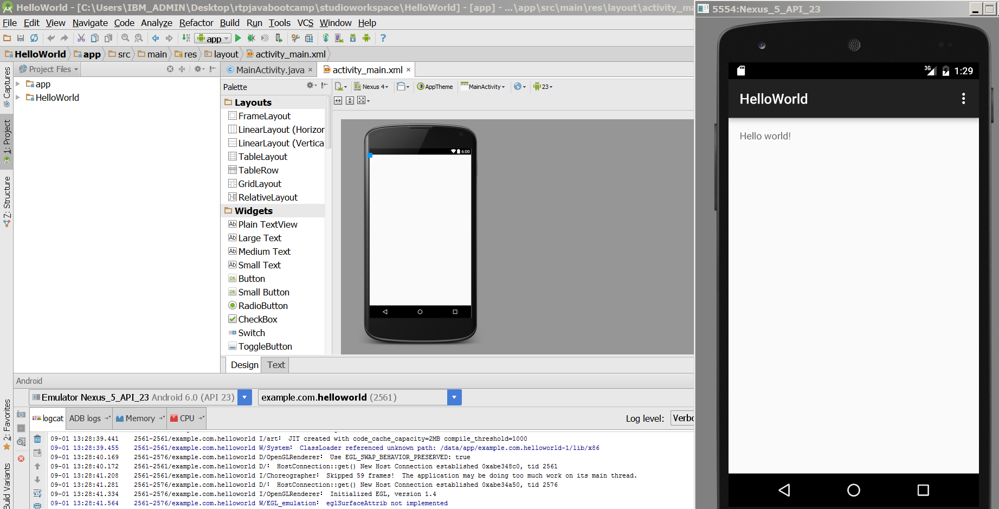 HelloWorld - [C:\Users\IBM_ADMIN\Desktop\rtpjavabootcamp\studioworkspace\HelloWorld] - [app] - ...\app\src\main\res\layout\activity_ma
File Edit View Navigate Code Analyze Refactor Build Run Tools VCS Window Help
app
HelloWorld app src main res layout activity_main.xml
Captures
1: Project
Z: Structure
2: Favorites
Build Variants
Project Files
app
HelloWorld
MainActivity.java × activity_main.xml ×
Palette
Layouts
FrameLayout
LinearLayout (Horizor
LinearLayout (Vertica
TableLayout
TableRow
GridLayout
RelativeLayout
Widgets
Ab Plain TextView
Ab Large Text
Ab Medium Text
Ab Small Text
OK Button
OK Small Button
RadioButton
CheckBox
Switch
ToggleButton
Nexus 4 AppTheme MainActivity 23
6:00
Design Text
Android
Emulator Nexus_5_API_23 Android 6.0 (API 23) example.com.helloworld (2561)
logcat ADB logs Memory CPU Log level: Verbo
09-01 13:28:39.441 2561-2561/example.com.helloworld I/art: JIT created with code_cache_capacity=2MB compile_threshold=1000
09-01 13:28:39.455 2561-2561/example.com.helloworld W/System: ClassLoader referenced unknown path: /data/app/example.com.helloworld-1/lib/x86
09-01 13:28:40.169 2561-2576/example.com.helloworld D/OpenGLRenderer: Use EGL_SWAP_BEHAVIOR_PRESERVED: true
09-01 13:28:40.172 2561-2561/example.com.helloworld D/: HostConnection::get() New Host Connection established 0xabe348c0, tid 2561
09-01 13:28:41.208 2561-2561/example.com.helloworld I/Choreographer: Skipped 59 frames! The application may be doing too much work on its main thread.
09-01 13:28:41.281 2561-2576/example.com.helloworld D/: HostConnection::get() New Host Connection established 0xabe34a50, tid 2576
09-01 13:28:41.334 2561-2576/example.com.helloworld I/OpenGLRenderer: Initialized EGL, version 1.4
09-01 13:28:41.564 2561-2576/example.com.helloworld W/EGL_emulation: eglSurfaceAttrib not implemented
5554:Nexus_5_API_23
3G 1:29
HelloWorld
Hello world!